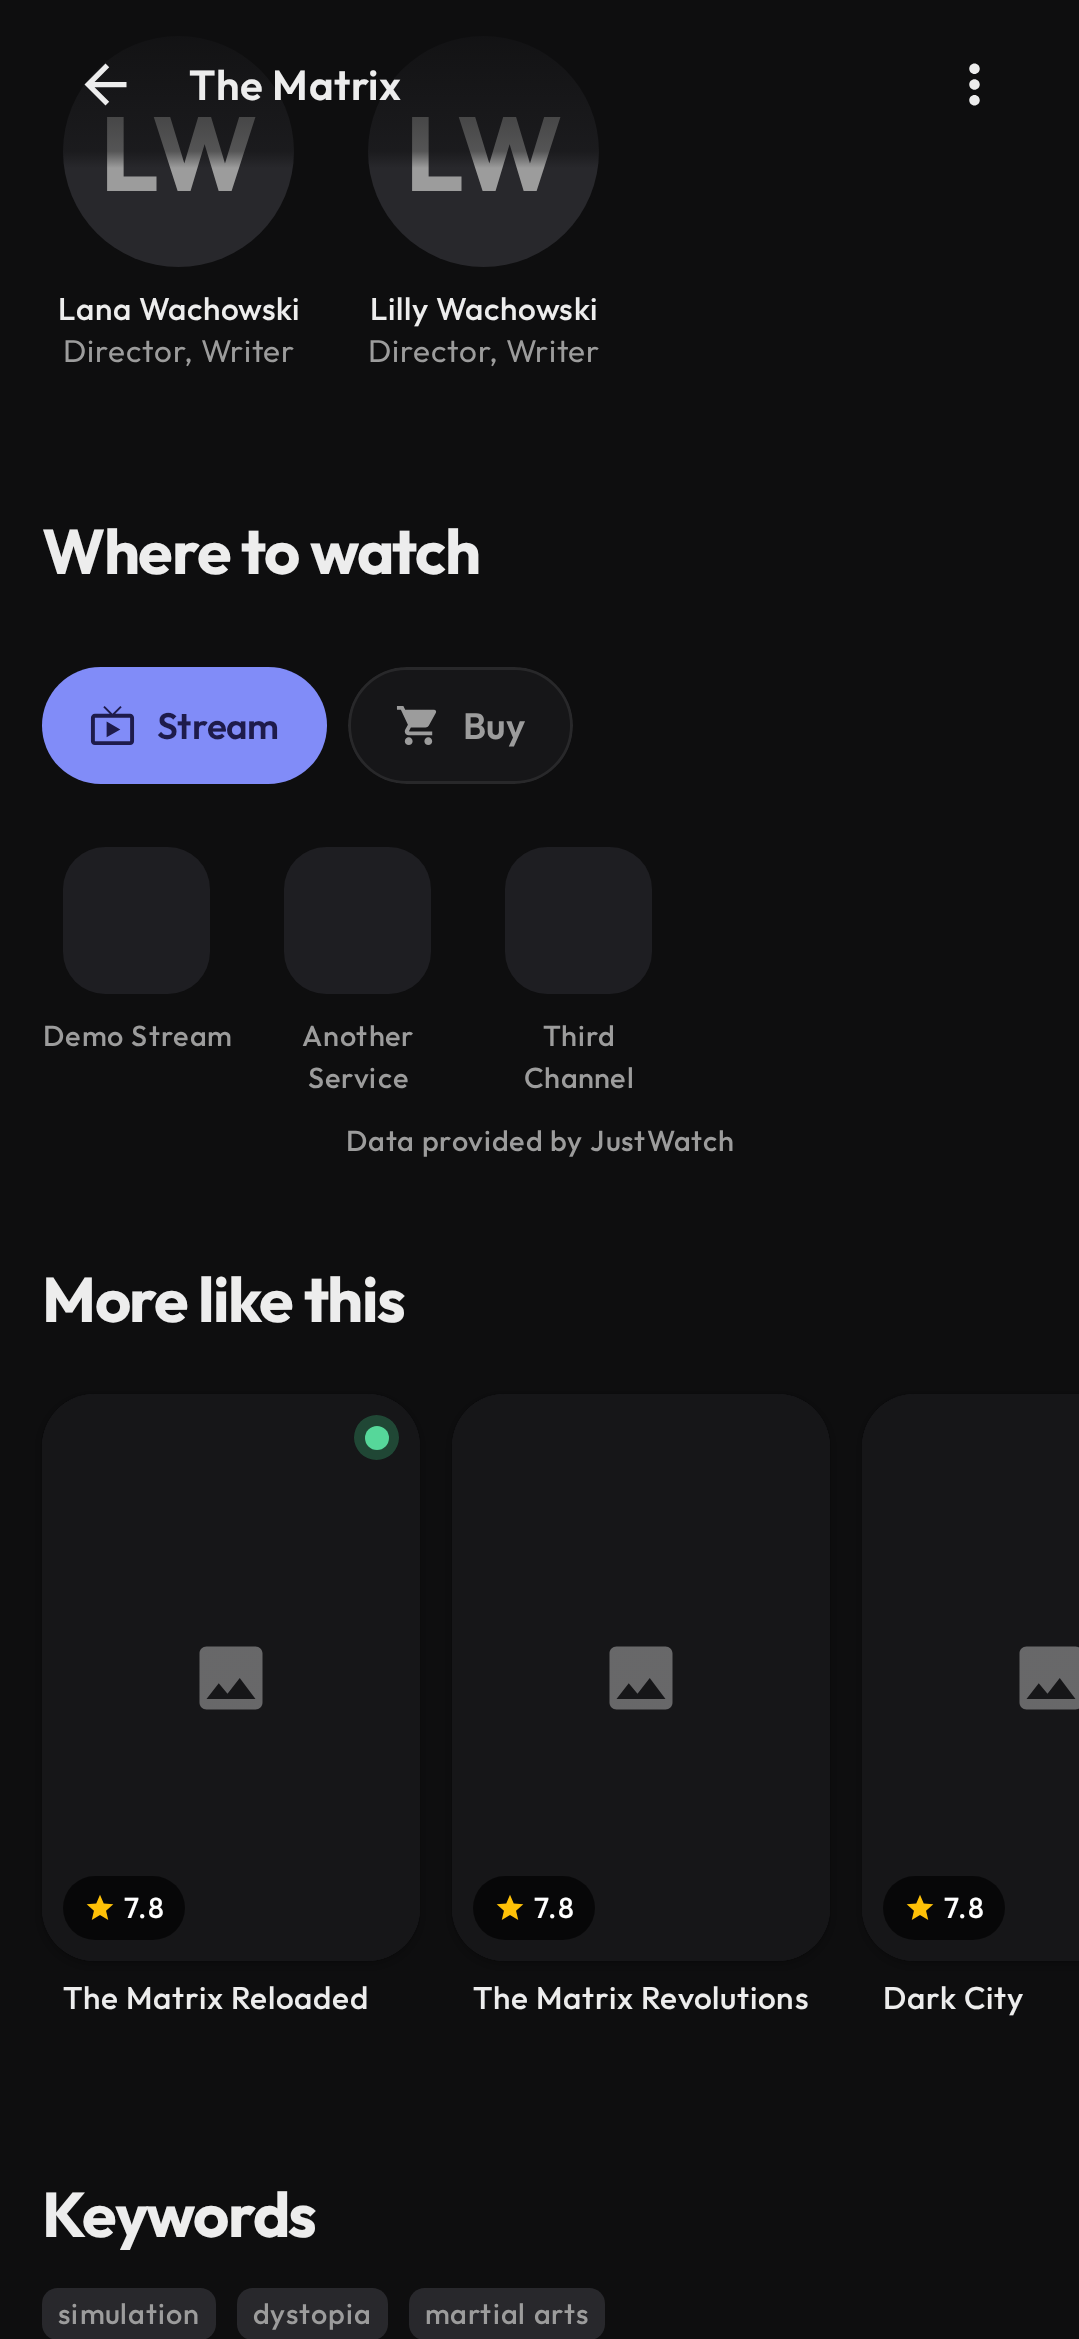 The Matrix
LW LW
Lana Wachowski Lilly Wachowski
Director, Writer Director, Writer
Where to watch
Stream Buy
Demo Stream Another Third
Service Channel
Data provided by JustWatch
More like this
7.8 7.8 7.8
The Matrix Reloaded The Matrix Revolutions Dark City
Keywords
simulation dystopia martial arts